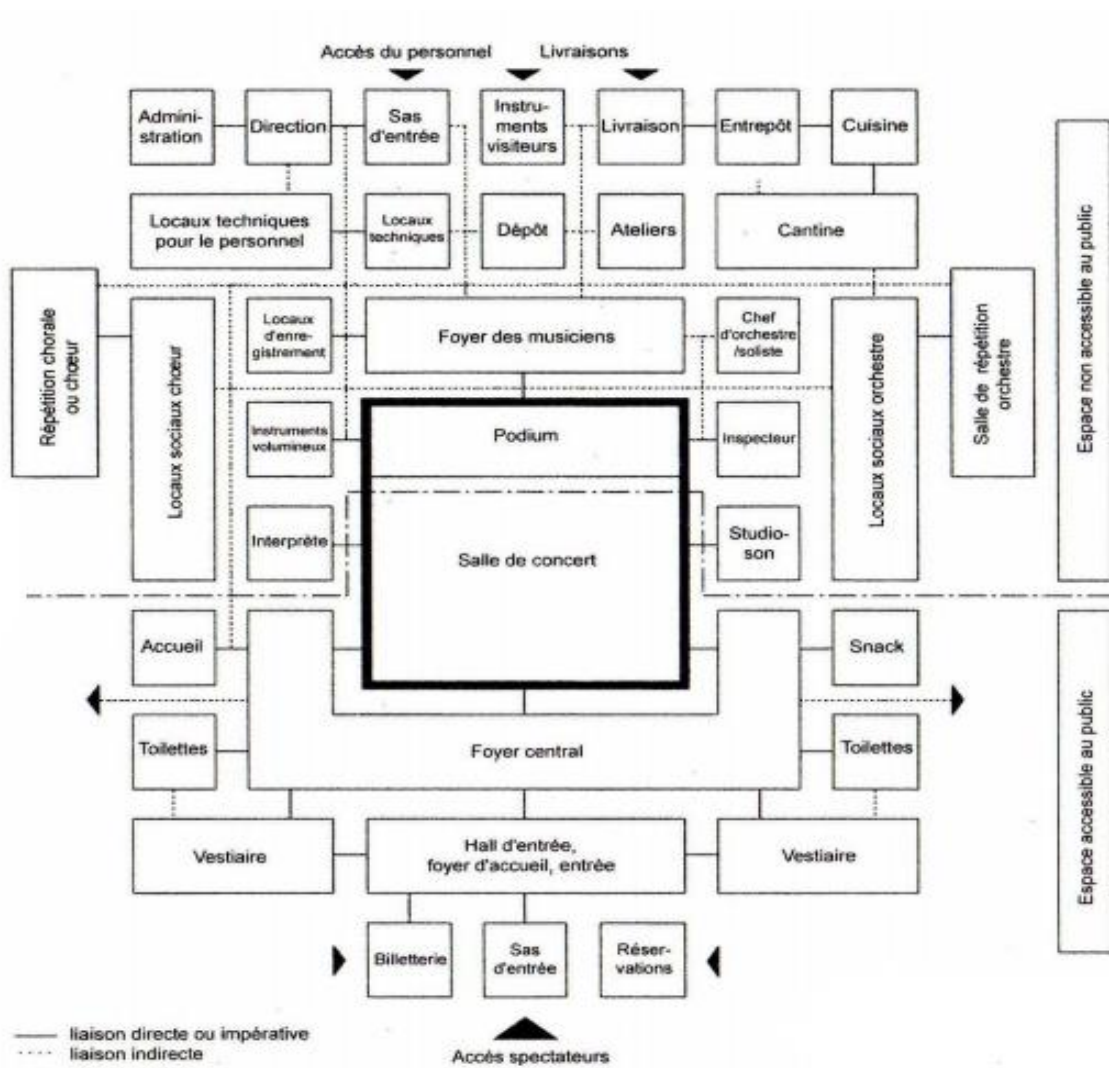 Accès du personnel
Livraisons
Admini-
stration
Direction
Sas
d'entrée
Instru-
ments
visiteurs
Livraison
Entrepôt
Cuisine
Locaux techniques
pour le personnel
Locaux
techniques
Dépôt
Ateliers
Cantine
Répétition chorale
ou chœur
Locaux sociaux chœur
Locaux
d'enre-
gistrement
Foyer des musiciens
Chef
d'orchestre
/soliste
Locaux sociaux orchestre
Salle de répétition
orchestre
Espace non accessible au public
Instruments
volumineux
Podium
Inspecteur
Interprète
Salle de concert
Studio-
son
Accueil
Snack
Toilettes
Foyer central
Toilettes
Espace accessible au public
Vestiaire
Hall d'entrée,
foyer d'accueil, entrée
Vestiaire
Billetterie
Sas
d'entrée
Réser-
vations
liaison directe ou impérative
liaison indirecte
Accès spectateurs